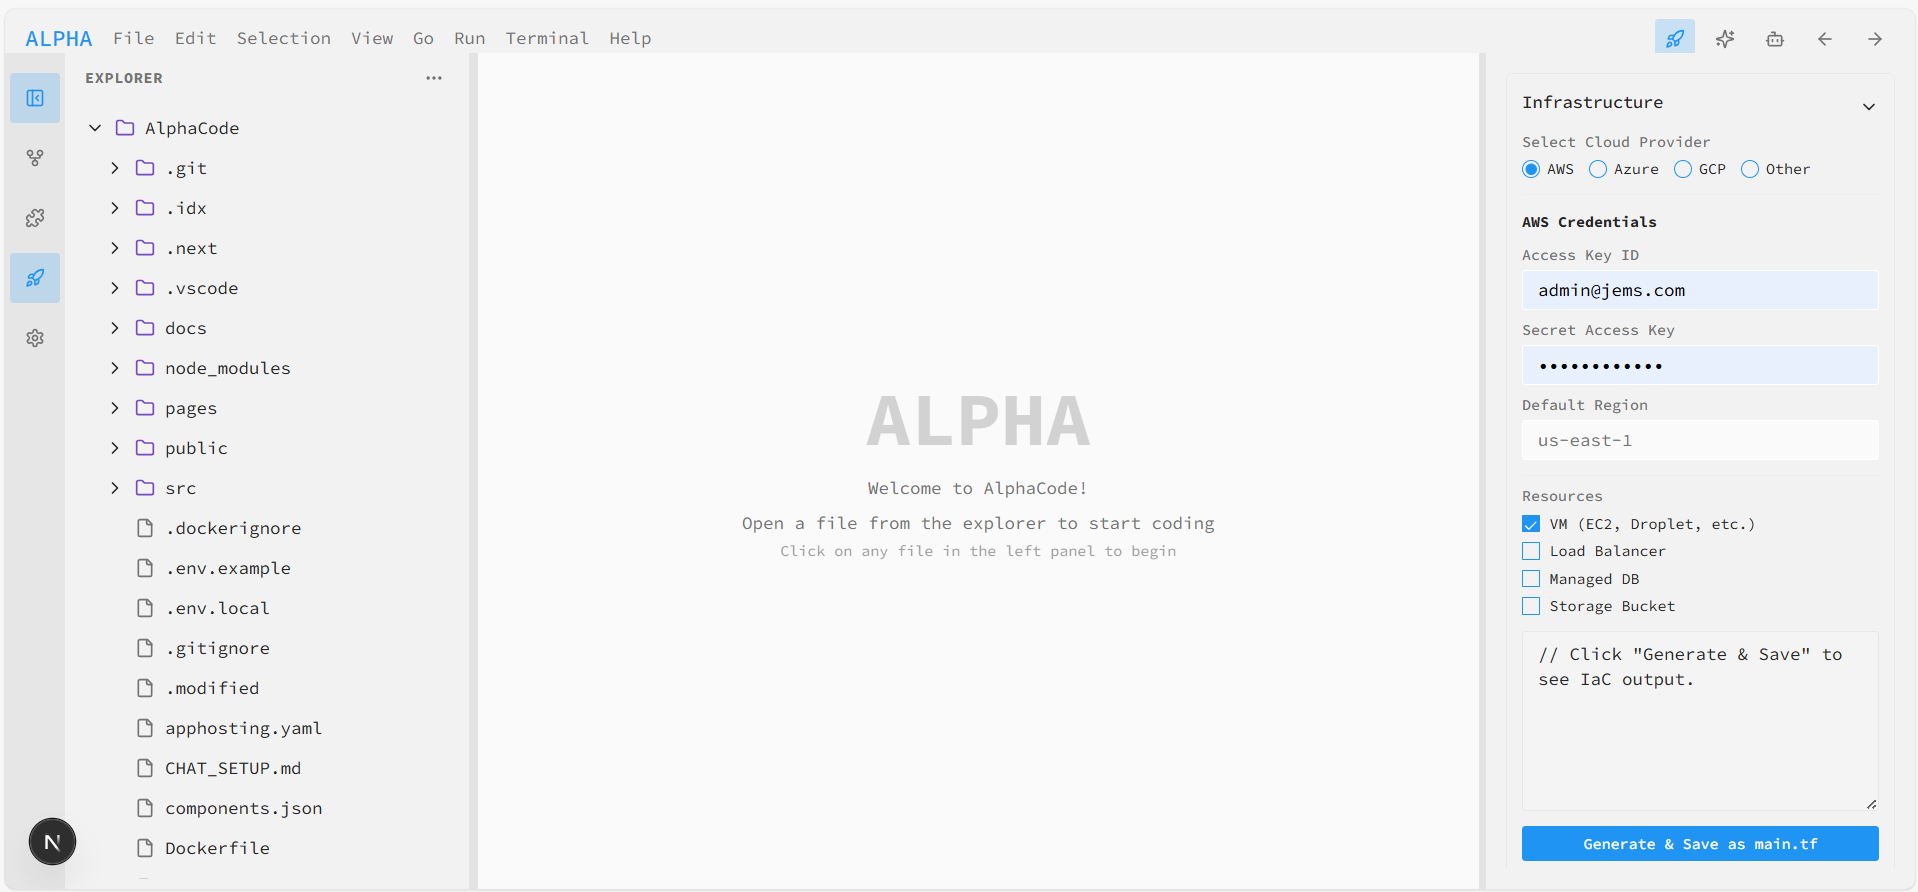 ALPHA File Edit Selection View Go Run Terminal Help
EXPLORER
AlphaCode
.git
.idx
.next
.vscode
docs
node_modules
pages
public
src
.dockerignore
.env.example
.env.local
.gitignore
.modified
apphosting.yaml
CHAT_SETUP.md
components.json
Dockerfile
N
ALPHA
Welcome to AlphaCode!
Open a file from the explorer to start coding
Click on any file in the left panel to begin
Infrastructure
Select Cloud Provider
AWS Azure GCP Other
AWS Credentials
Access Key ID
admin@jems.com
Secret Access Key
••••••••••••
Default Region
us-east-1
Resources
VM (EC2, Droplet, etc.)
Load Balancer
Managed DB
Storage Bucket
// Click "Generate & Save" to
see IaC output.
Generate & Save as main.tf